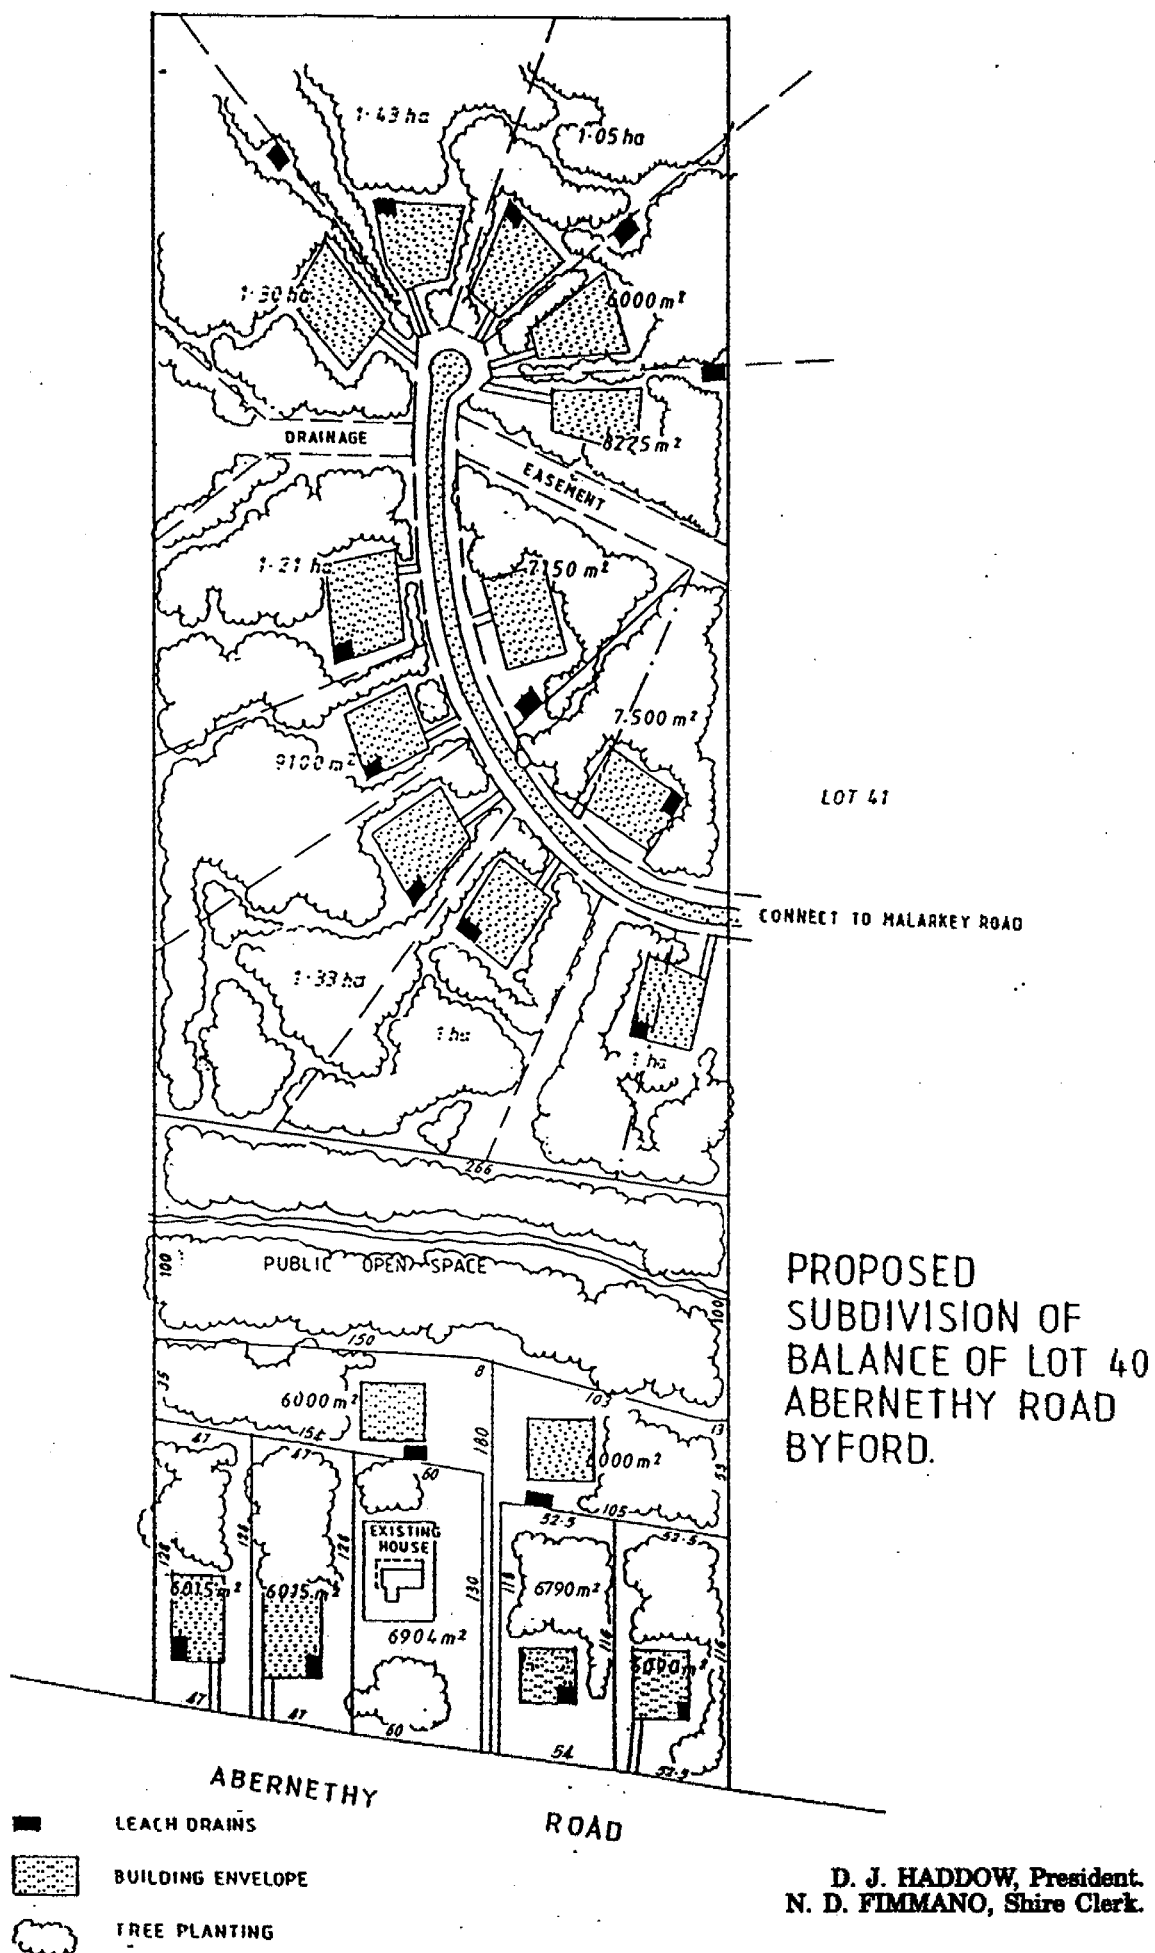 1.43 ha
1.05 ha
1.30 ha
6000 m²
DRAINAGE
8225 m²
EASEMENT
1.21 ha
7150 m²
7.500 m²
9100 m²
LOT 41
CONNECT TO MALARKEY ROAD
1.33 ha
1 ha
1 ha
266
100
PUBLIC OPEN SPACE
100
PROPOSED
SUBDIVISION OF
BALANCE OF LOT 40
ABERNETHY ROAD
BYFORD.
150
8
103
35
6000 m²
13
47
154
47
60
180
6000 m²
105
52.5
52.5
128
128
128
EXISTING
HOUSE
130
118
116
116
6015 m²
6790 m²
6904 m²
47
47
60
54
52.5
ABERNETHY
ROAD
LEACH DRAINS
BUILDING ENVELOPE
TREE PLANTING
D. J. HADDOW, President.
N. D. FIMMANO, Shire Clerk.